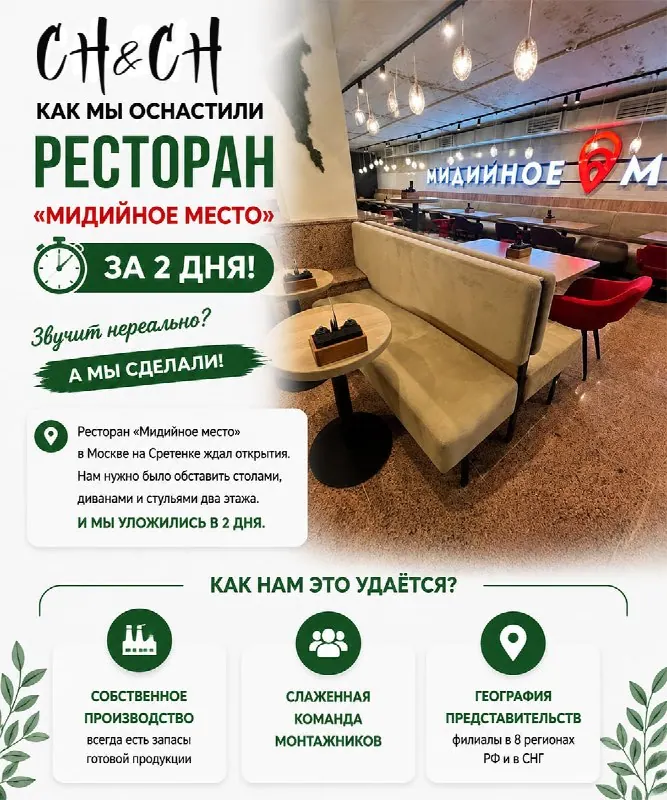 CH&CH
КАК МЫ ОСНАСТИЛИ
РЕСТОРАН
«МИДИЙНОЕ МЕСТО»
ЗА 2 ДНЯ!
Звучит нереально?
А МЫ СДЕЛАЛИ!
МИДИЙНОЕ М
Ресторан «Мидийное место»
в Москве на Сретенке ждал открытия.
Нам нужно было обставить столами,
диванами и стульями два этажа.
И МЫ УЛОЖИЛИСЬ В 2 ДНЯ.
КАК НАМ ЭТО УДАЁТСЯ?
СОБСТВЕННОЕ
ПРОИЗВОДСТВО
всегда есть запасы
готовой продукции
СЛАЖЕННАЯ
КОМАНДА
МОНТАЖНИКОВ
ГЕОГРАФИЯ
ПРЕДСТАВИТЕЛЬСТВ
филиалы в 8 регионах
РФ и в СНГ